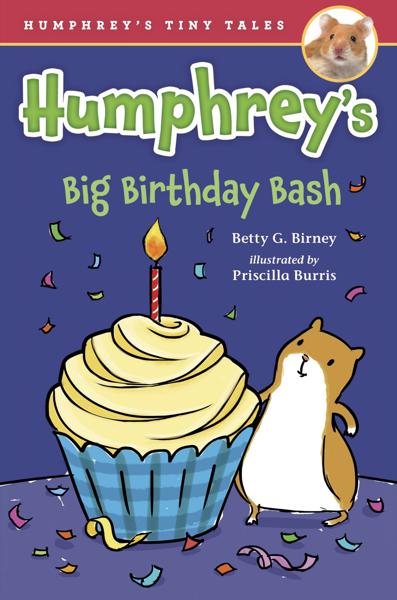 HUMPHREY'S TINY TALES
Humphrey's
Big Birthday Bash
Betty G. Birney
illustrated by
Priscilla Burris